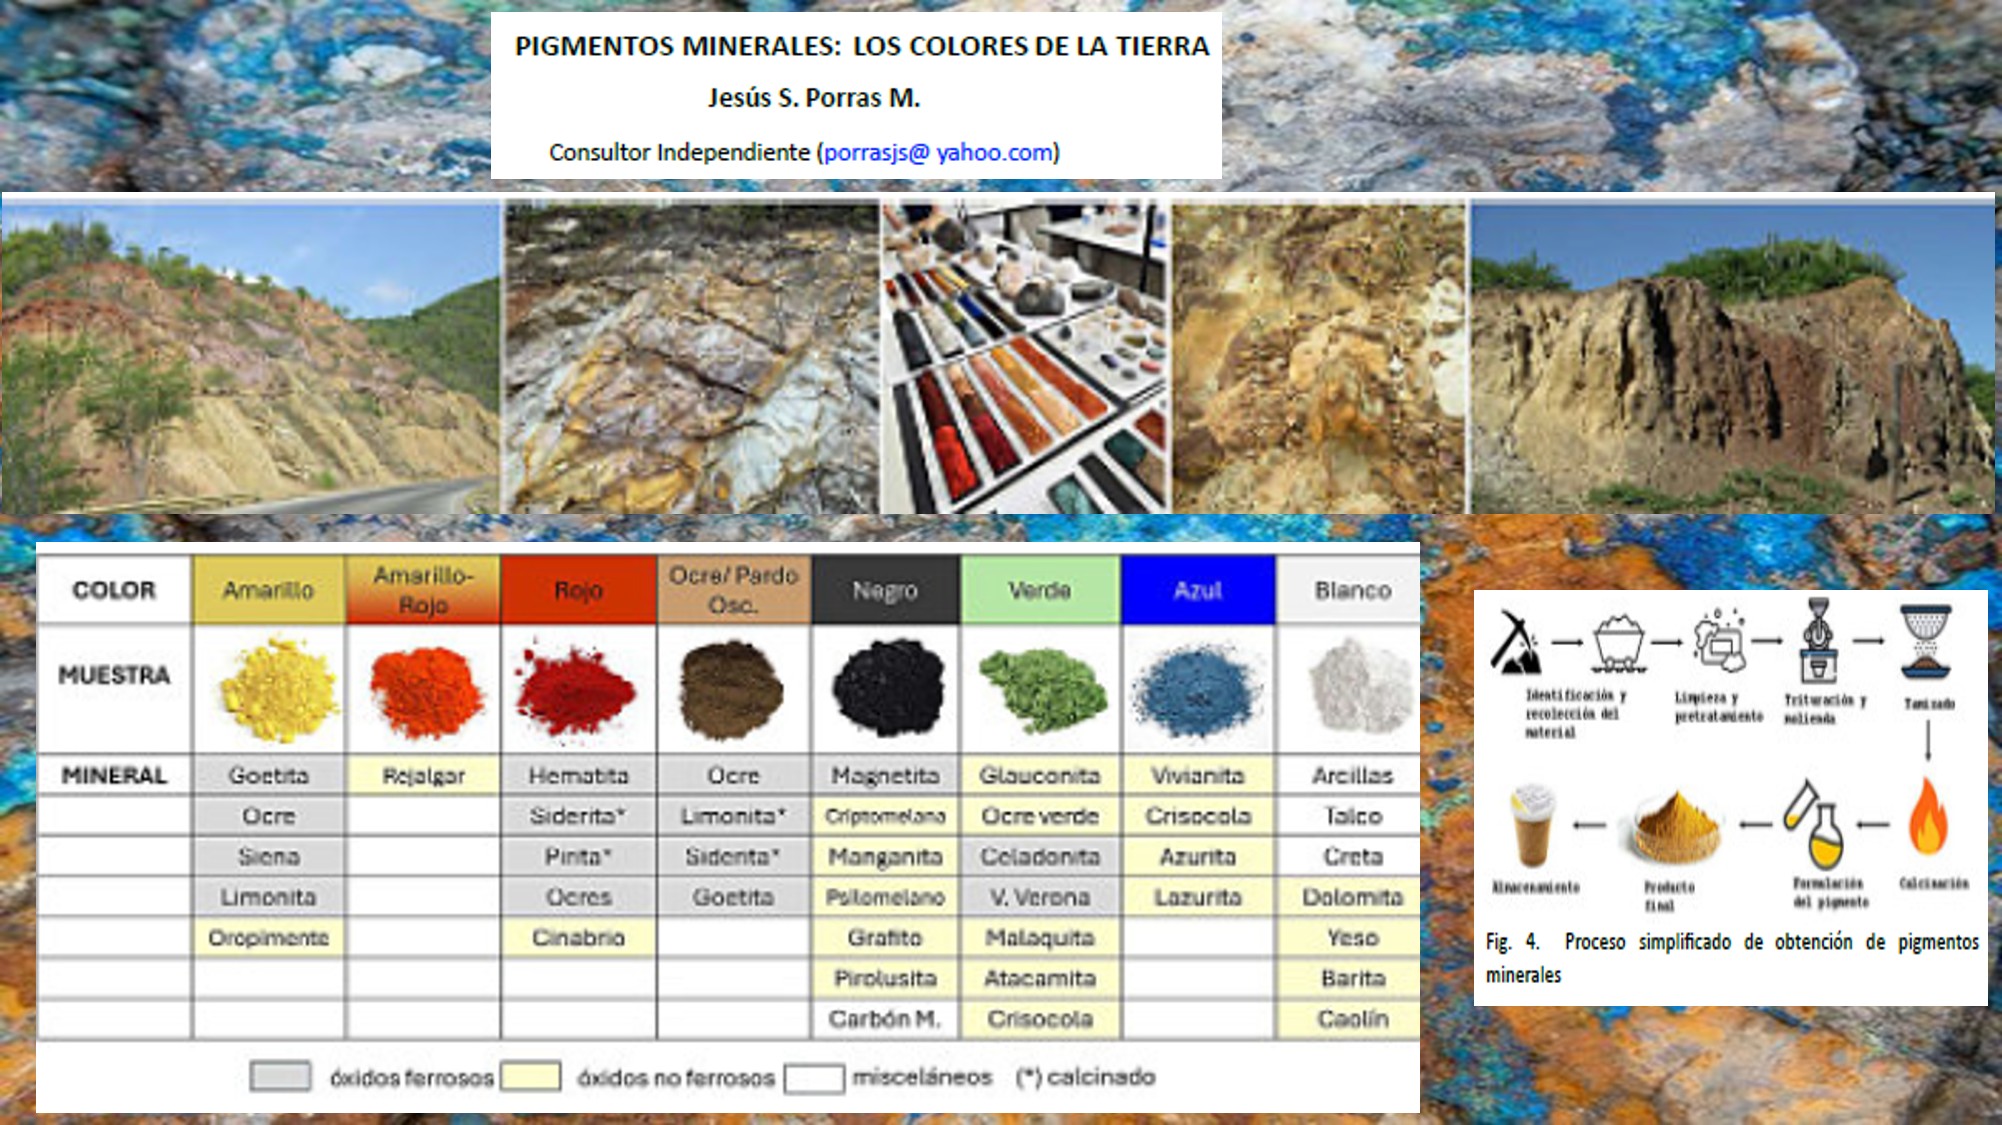 PIGMENTOS MINERALES: LOS COLORES DE LA TIERRA
Jesús S. Porras M.
Consultor Independiente (porrasjs@ yahoo.com)
COLOR Amarillo Amarillo-Rojo Rojo Ocre/ Pardo Osc. Negro Verde Azul Blanco
MUESTRA
MINERAL Goetita Rejalgar Hematita Ocre Magnetita Glauconita Vivianita Arcillas
Ocre Siderita* Limonita* Criptomelana Ocre verde Crisocola Talco
Siena Pirita* Siderita* Manganita Celadonita Azurita Creta
Limonita Ocres Goetita Psilomelano V. Verona Lazurita Dolomita
Oropimente Cinabrio Grafito Malaquita Yeso
Pirolusita Atacamita Barita
Carbón M. Crisocola Caolín
óxidos ferrosos óxidos no ferrosos misceláneos (*) calcinado
Identificación y
recolección del
material
Limpieza y
pretratamiento
Trituración y
molienda
Tamizado
Almacenamiento
Producto
final
Formulación
del pigmento
Calcinación
Fig. 4. Proceso simplificado de obtención de pigmentos
minerales